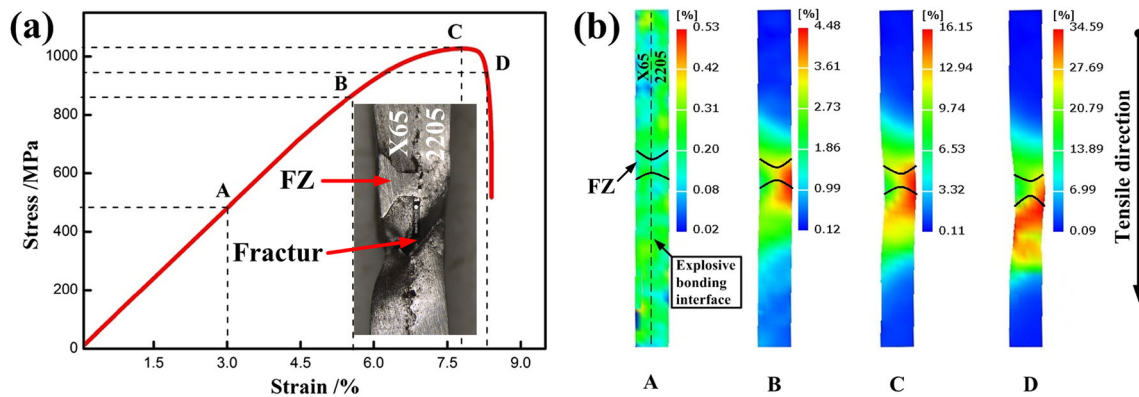 (a)
Stress /MPa
1000
800
600
400
200
0
1.5
3.0
4.5
6.0
7.5
9.0
Strain /%
A
B
C
D
X65
2205
FZ
Fractur
(b)
[%]
0.53
0.42
0.31
0.20
0.08
0.02
X65
2205
FZ
Explosive
bonding
interface
A
[%]
4.48
3.61
2.73
1.86
0.99
0.12
B
[%]
16.15
12.94
9.74
6.53
3.32
0.11
C
[%]
34.59
27.69
20.79
13.89
6.99
0.09
D
Tensile direction